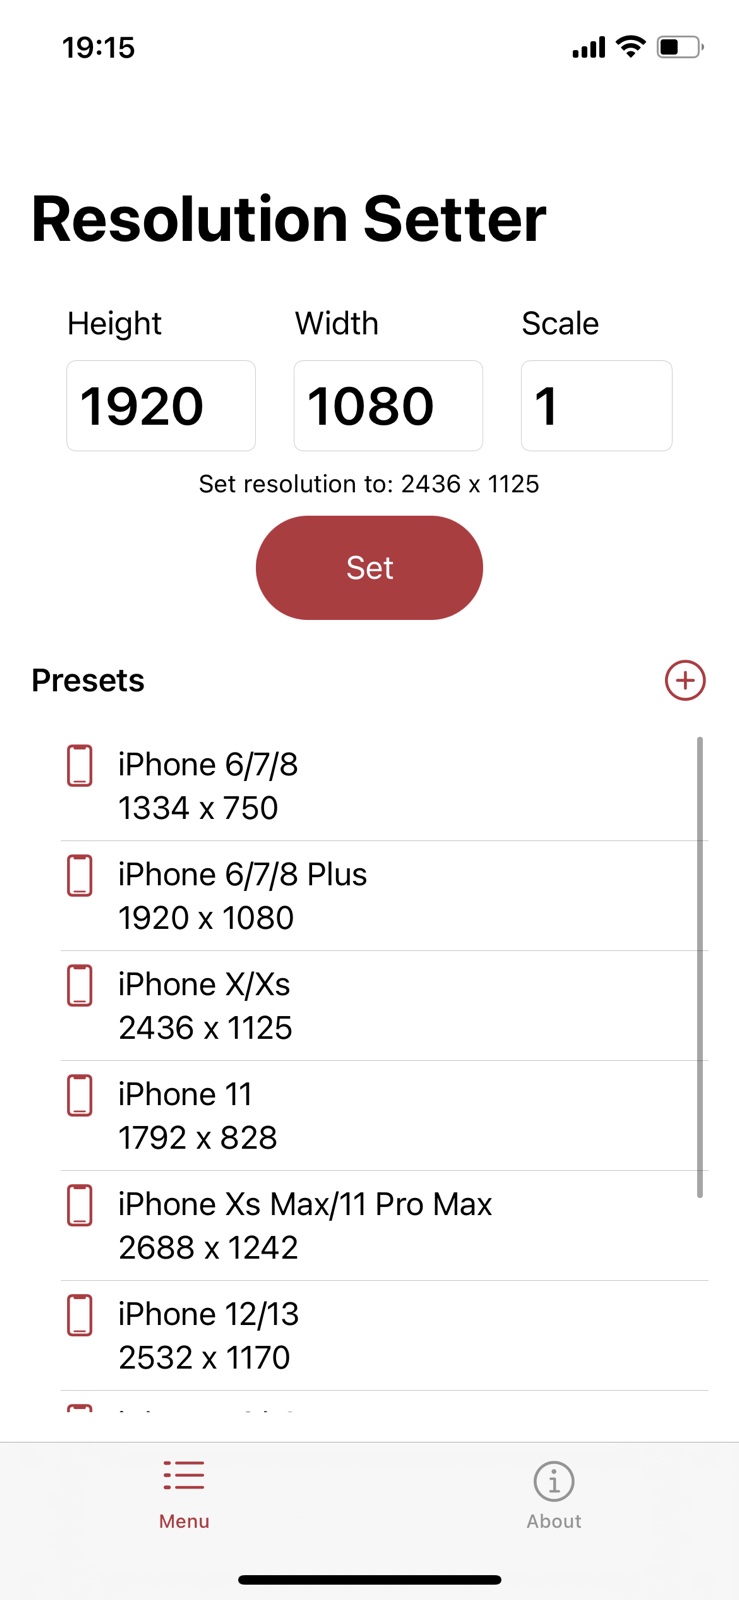 19:15
Resolution Setter
Height Width Scale
1920 1080 1
Set resolution to: 2436 x 1125
Set
Presets
iPhone 6/7/8
1334 x 750
iPhone 6/7/8 Plus
1920 x 1080
iPhone X/Xs
2436 x 1125
iPhone 11
1792 x 828
iPhone Xs Max/11 Pro Max
2688 x 1242
iPhone 12/13
2532 x 1170
Menu About